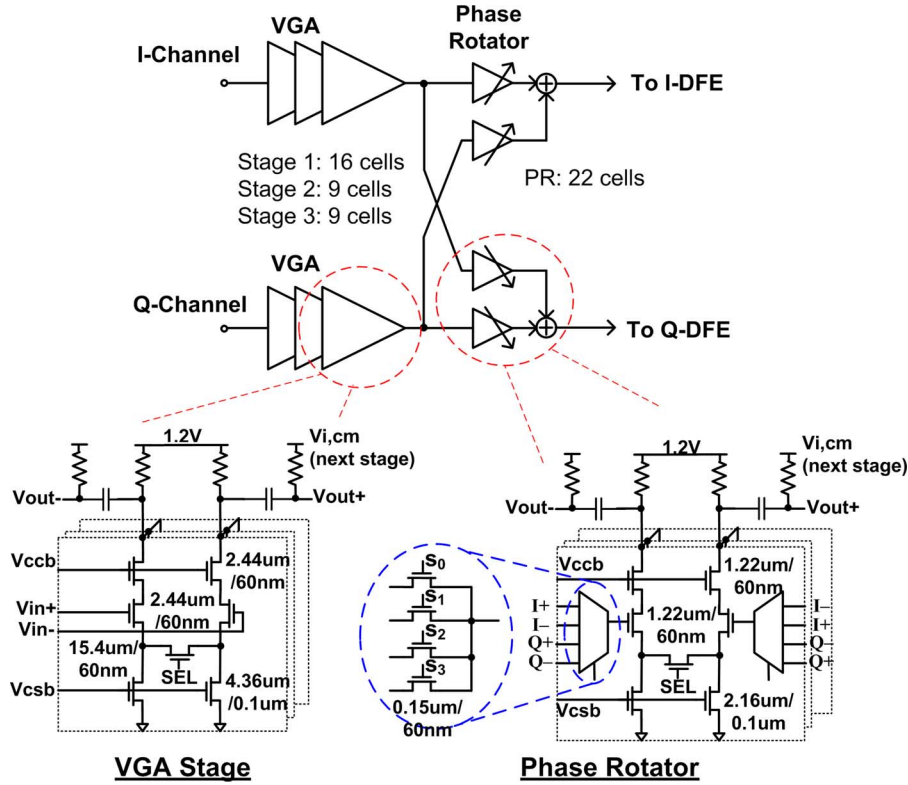 VGA
Phase
Rotator
I-Channel
To I-DFE
Stage 1: 16 cells
Stage 2: 9 cells
Stage 3: 9 cells
PR: 22 cells
VGA
Q-Channel
To Q-DFE
1.2V
Vi,cm
(next stage)
Vout-
Vout+
Vccb
2.44um
/60nm
Vin+
Vin-
2.44um
/60nm
15.4um/
60nm
SEL
Vcsb
4.36um
/0.1um
VGA Stage
1.2V
Vi,cm
(next stage)
Vout-
Vout+
S0
S1
S2
S3
0.15um/
60nm
Vccb
1.22um/
60nm
I+
I-
Q+
Q-
1.22um/
60nm
I-
I+
Q-
Q+
SEL
Vcsb
2.16um/
0.1um
Phase Rotator